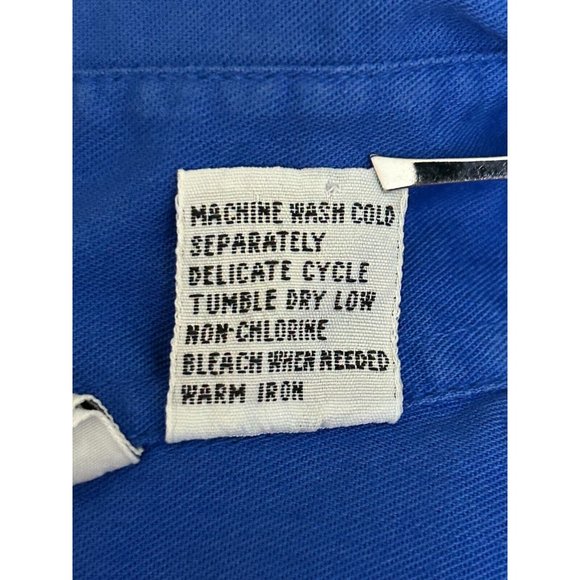 MACHINE WASH COLD
SEPARATELY
DELICATE CYCLE
TUMBLE DRY LOW
NON-CHLORINE
BLEACH WHEN NEEDED
WARM IRON